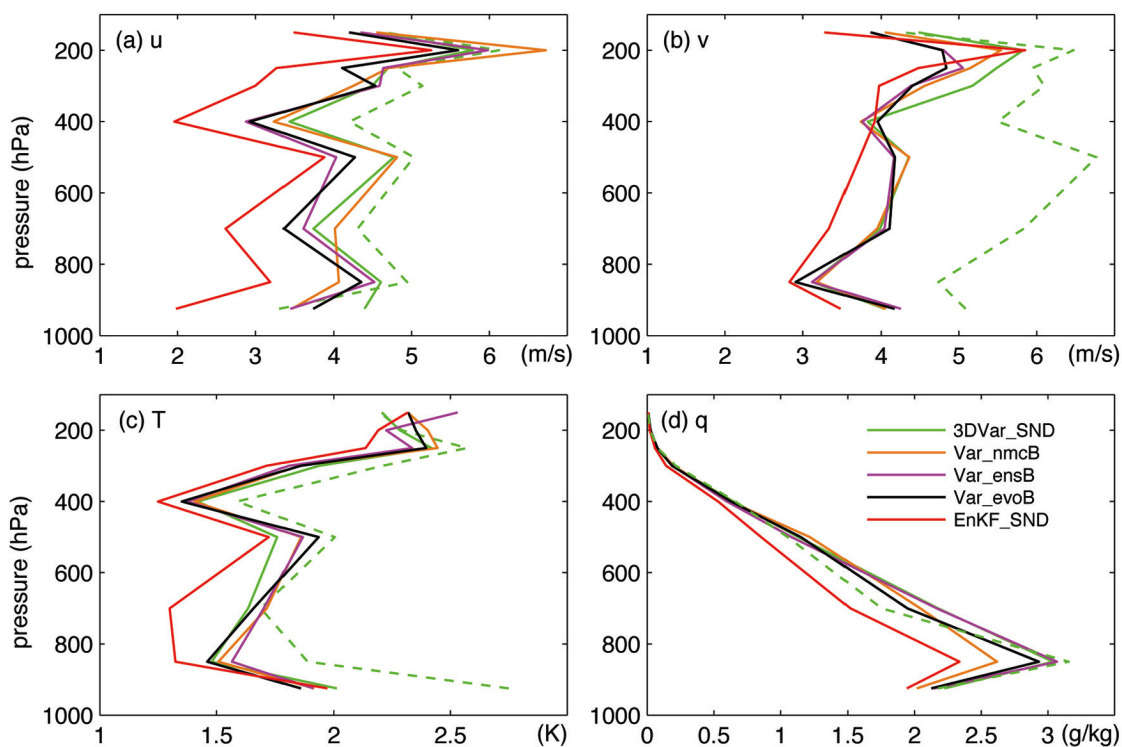 (a) u
(b) v
200
400
600
800
1000
pressure (hPa)
1 2 3 4 5 6 (m/s)
200
400
600
800
1000
1 2 3 4 5 6 (m/s)
(c) T
(d) q
200
400
600
800
1000
pressure (hPa)
1 1.5 2 2.5 (K)
200
400
600
800
1000
0 0.5 1 1.5 2 2.5 3 (g/kg)
3DVar_SND
Var_nmcB
Var_ensB
Var_evoB
EnKF_SND